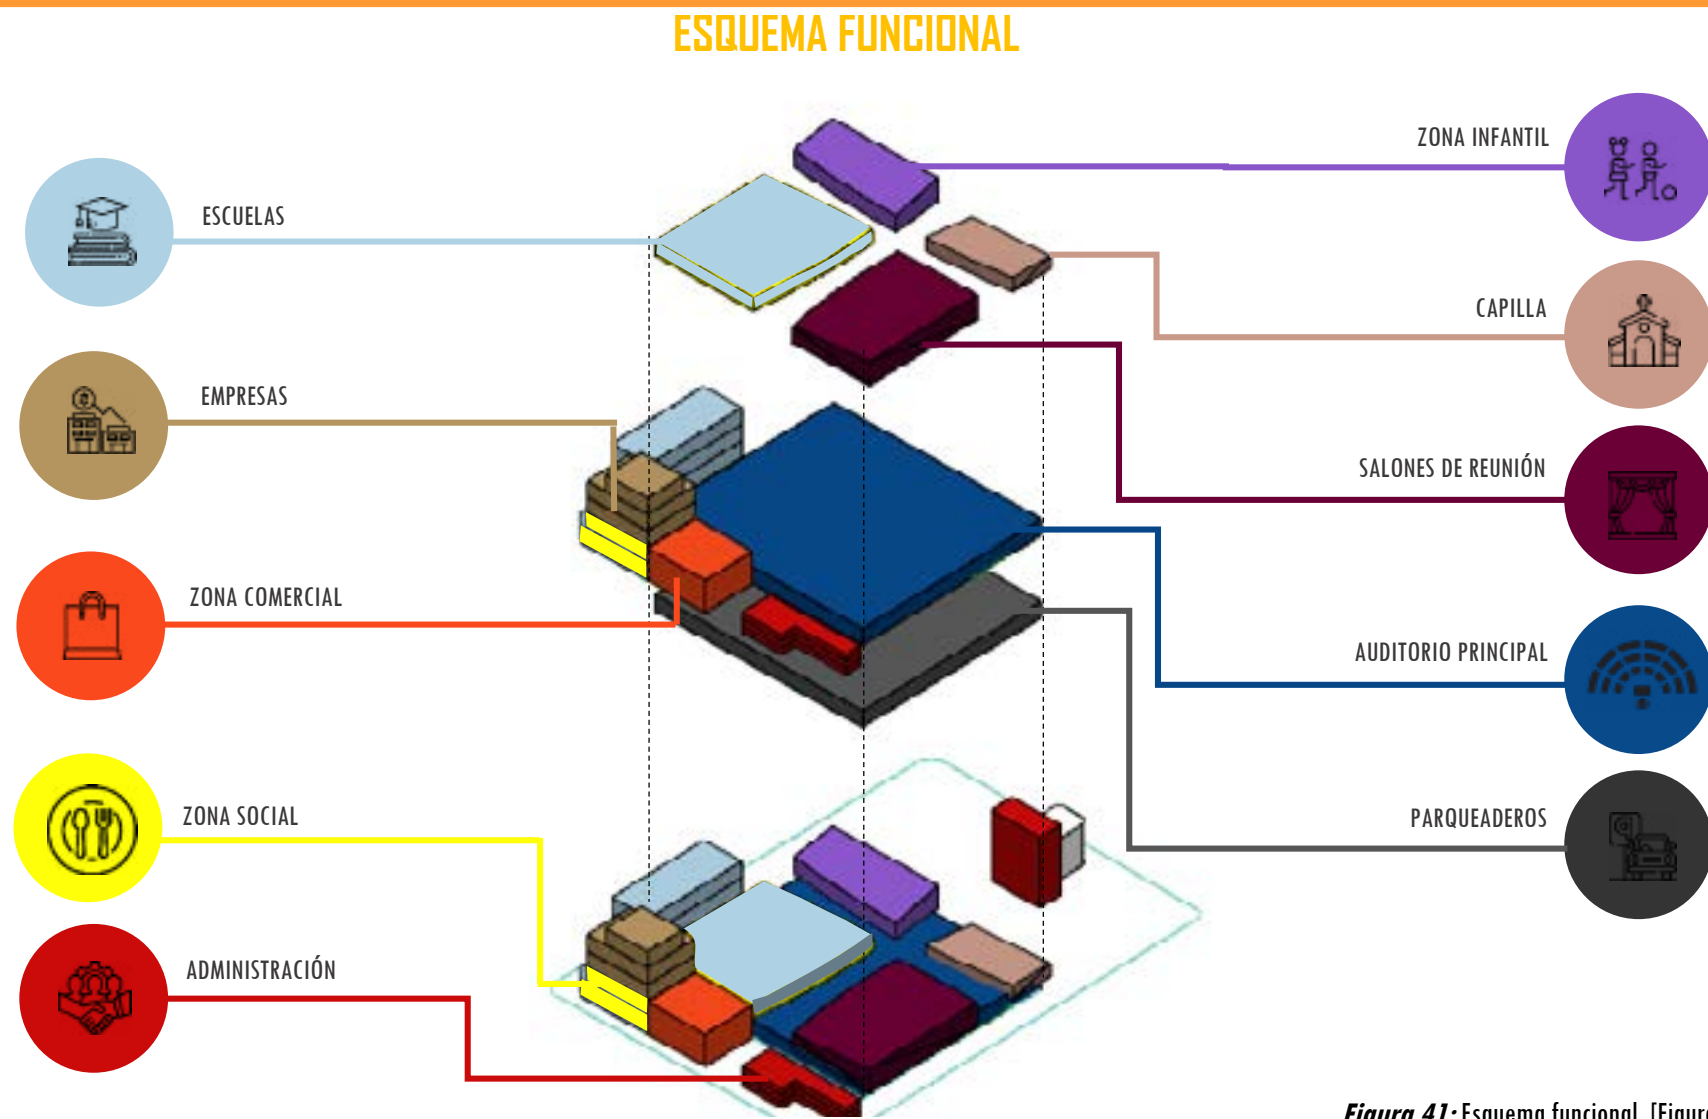 ESQUEMA FUNCIONAL
ESCUELAS
EMPRESAS
ZONA COMERCIAL
ZONA SOCIAL
ADMINISTRACIÓN
ZONA INFANTIL
CAPILLA
SALONES DE REUNIÓN
AUDITORIO PRINCIPAL
PARQUEADEROS
Figura 41: Esquema funcional. [Figura